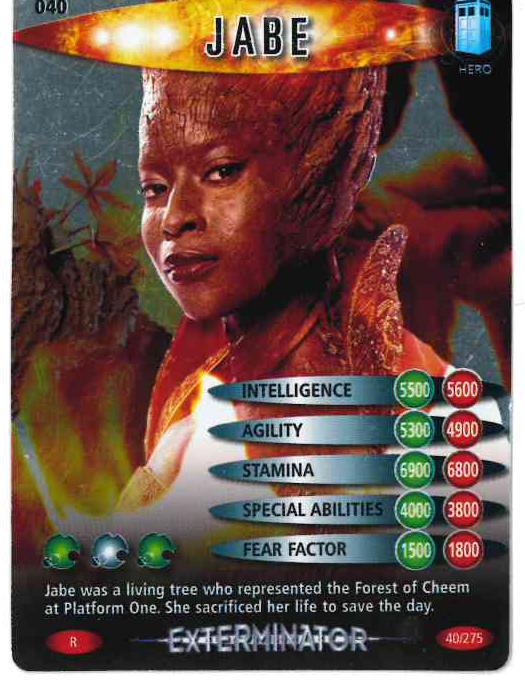 040
JABE
HERO
INTELLIGENCE 5500 5600
AGILITY 5300 4900
STAMINA 6900 6800
SPECIAL ABILITIES 4000 3800
FEAR FACTOR 1500 1800
Jabe was a living tree who represented the Forest of Cheem
at Platform One. She sacrificed her life to save the day.
R EXTERMINATOR 40/275